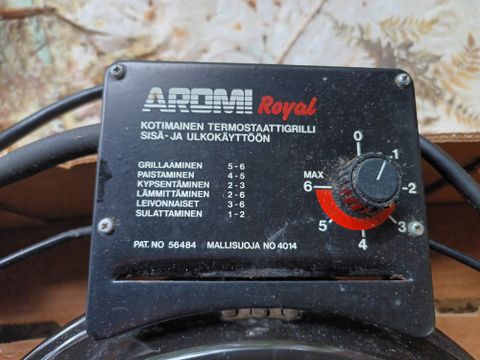 AROMI Royal
KOTIMAINEN TERMOSTAATTIGRILLI
SISÄ- JA ULKOKÄYTTÖÖN
GRILLAAMINEN 5-6
PAISTAMINEN 4-5
KYPSENTÄMINEN 2-3
LÄMMITTÄMINEN 2-6
LEIVONNAISET 3-6
SULATTAMINEN 1-2
0
1
2
3
4
5
MAX
6
PAT. NO 56484 MALLISUOJA NO 4014